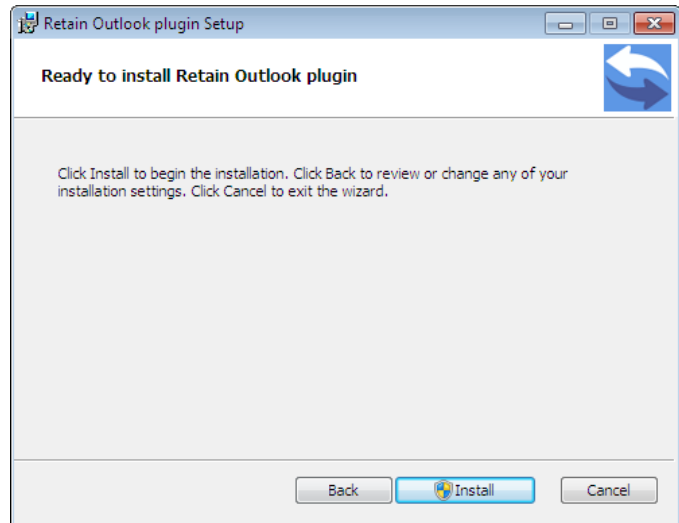 Retain Outlook plugin Setup
Ready to install Retain Outlook plugin
Click Install to begin the installation. Click Back to review or change any of your
installation settings. Click Cancel to exit the wizard.
Back
Install
Cancel